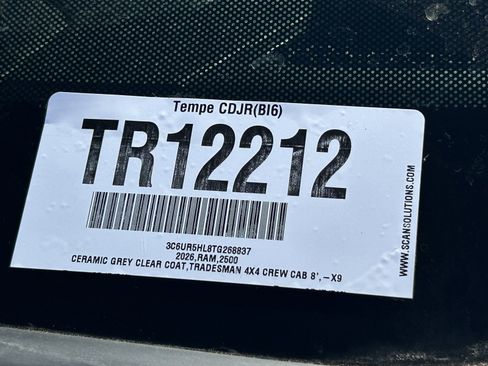 Tempe CDJR(BI6)
TR12212
3C6UR5HL8TG268837
2026,RAM,2500
CERAMIC GREY CLEAR COAT,TRADESMAN 4X4 CREW CAB 8',-X9
WWW.SCANSOLUTIONS.COM